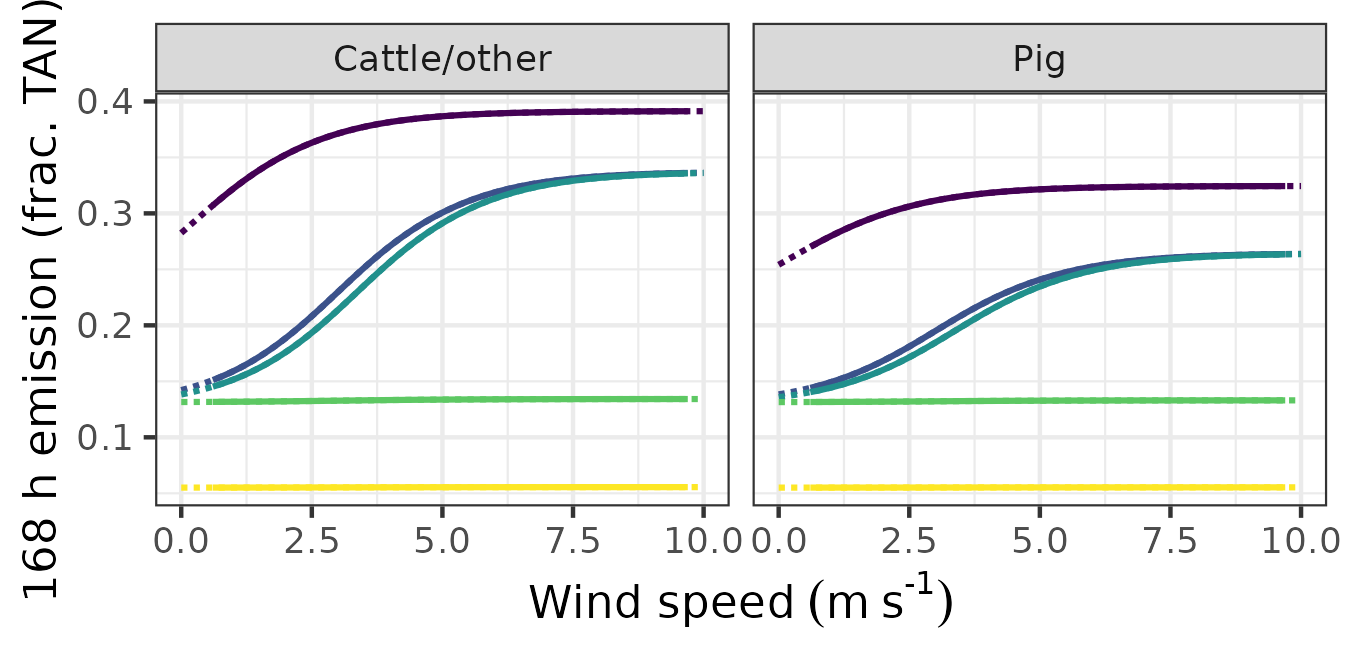 Cattle/other
Pig
168 h emission (frac. TAN)
0.4
0.3
0.2
0.1
0.0 2.5 5.0 7.5 10.0 0.0 2.5 5.0 7.5 10.0
Wind speed (m s⁻¹)